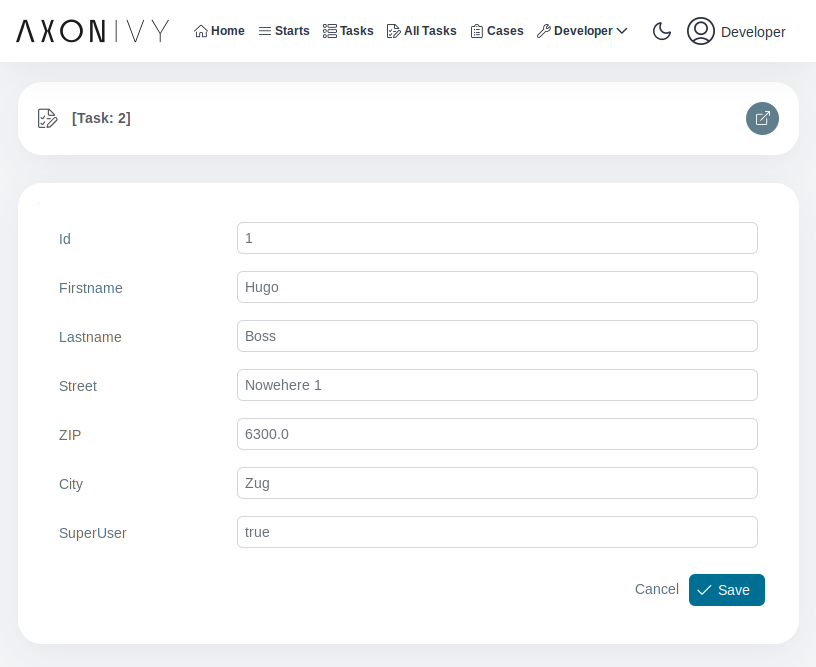 AXONIVY Home Starts Tasks All Tasks Cases Developer Developer
[Task: 2]
Id 1
Firstname Hugo
Lastname Boss
Street Nowehere 1
ZIP 6300.0
City Zug
SuperUser true
Cancel Save